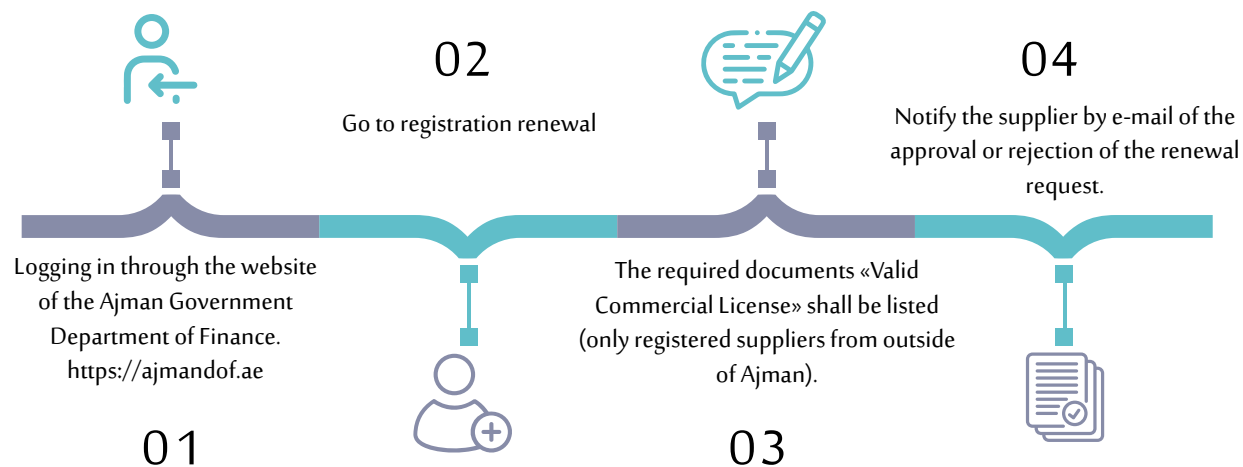 01
Logging in through the website
of the Ajman Government
Department of Finance.
https://ajmandof.ae
02
Go to registration renewal
03
The required documents «Valid
Commercial License» shall be listed
(only registered suppliers from outside
of Ajman).
04
Notify the supplier by e-mail of the
approval or rejection of the renewal
request.